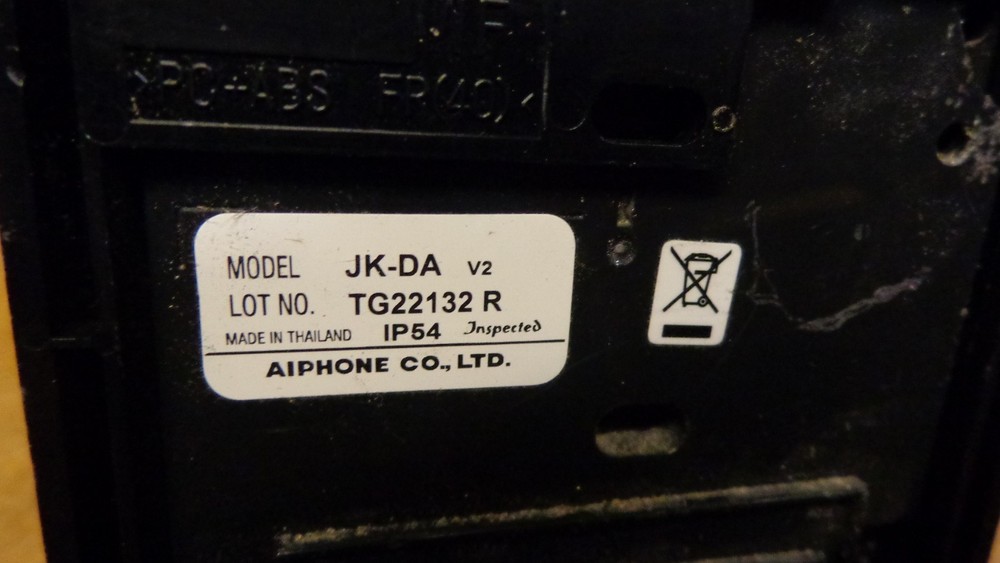 >PC+ABS FR(40)<
MODEL JK-DA V2
LOT NO. TG22132 R
MADE IN THAILAND IP54 Inspected
AIPHONE CO., LTD.